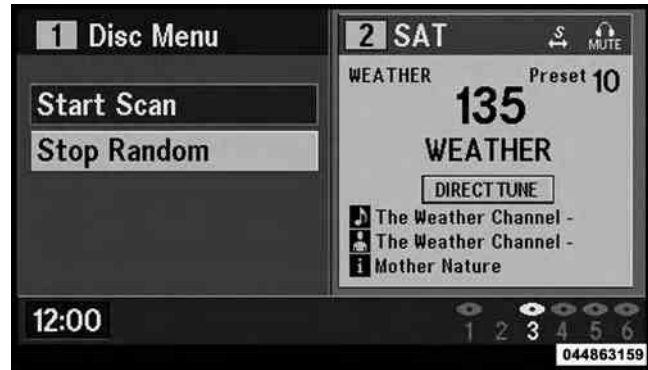 1 Disc Menu
Start Scan
Stop Random
2 SAT S MUTE
WEATHER Preset 10
135
WEATHER
DIRECT TUNE
The Weather Channel -
The Weather Channel -
i Mother Nature
12:00
1 2 3 4 5 6
044863159